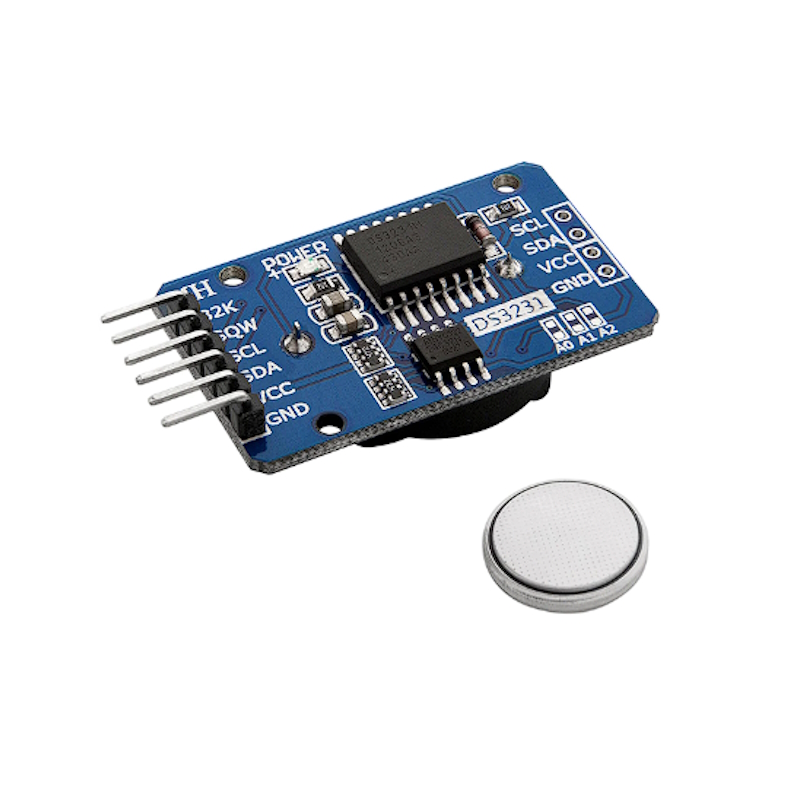 POWER
+
32K
SQW
SCL
SDA
VCC
GND
DS3231
SCL
SDA
VCC
GND
A0 A1 A2